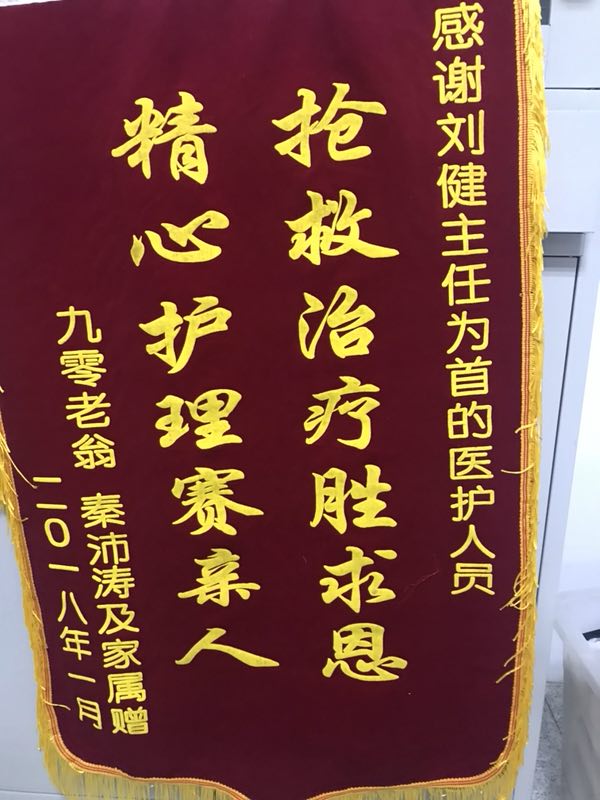 感谢刘健主任为首的医护人员
抢救治疗胜求恩
精心护理赛亲人
九零老翁 秦沛涛及家属赠
二〇一八年一月